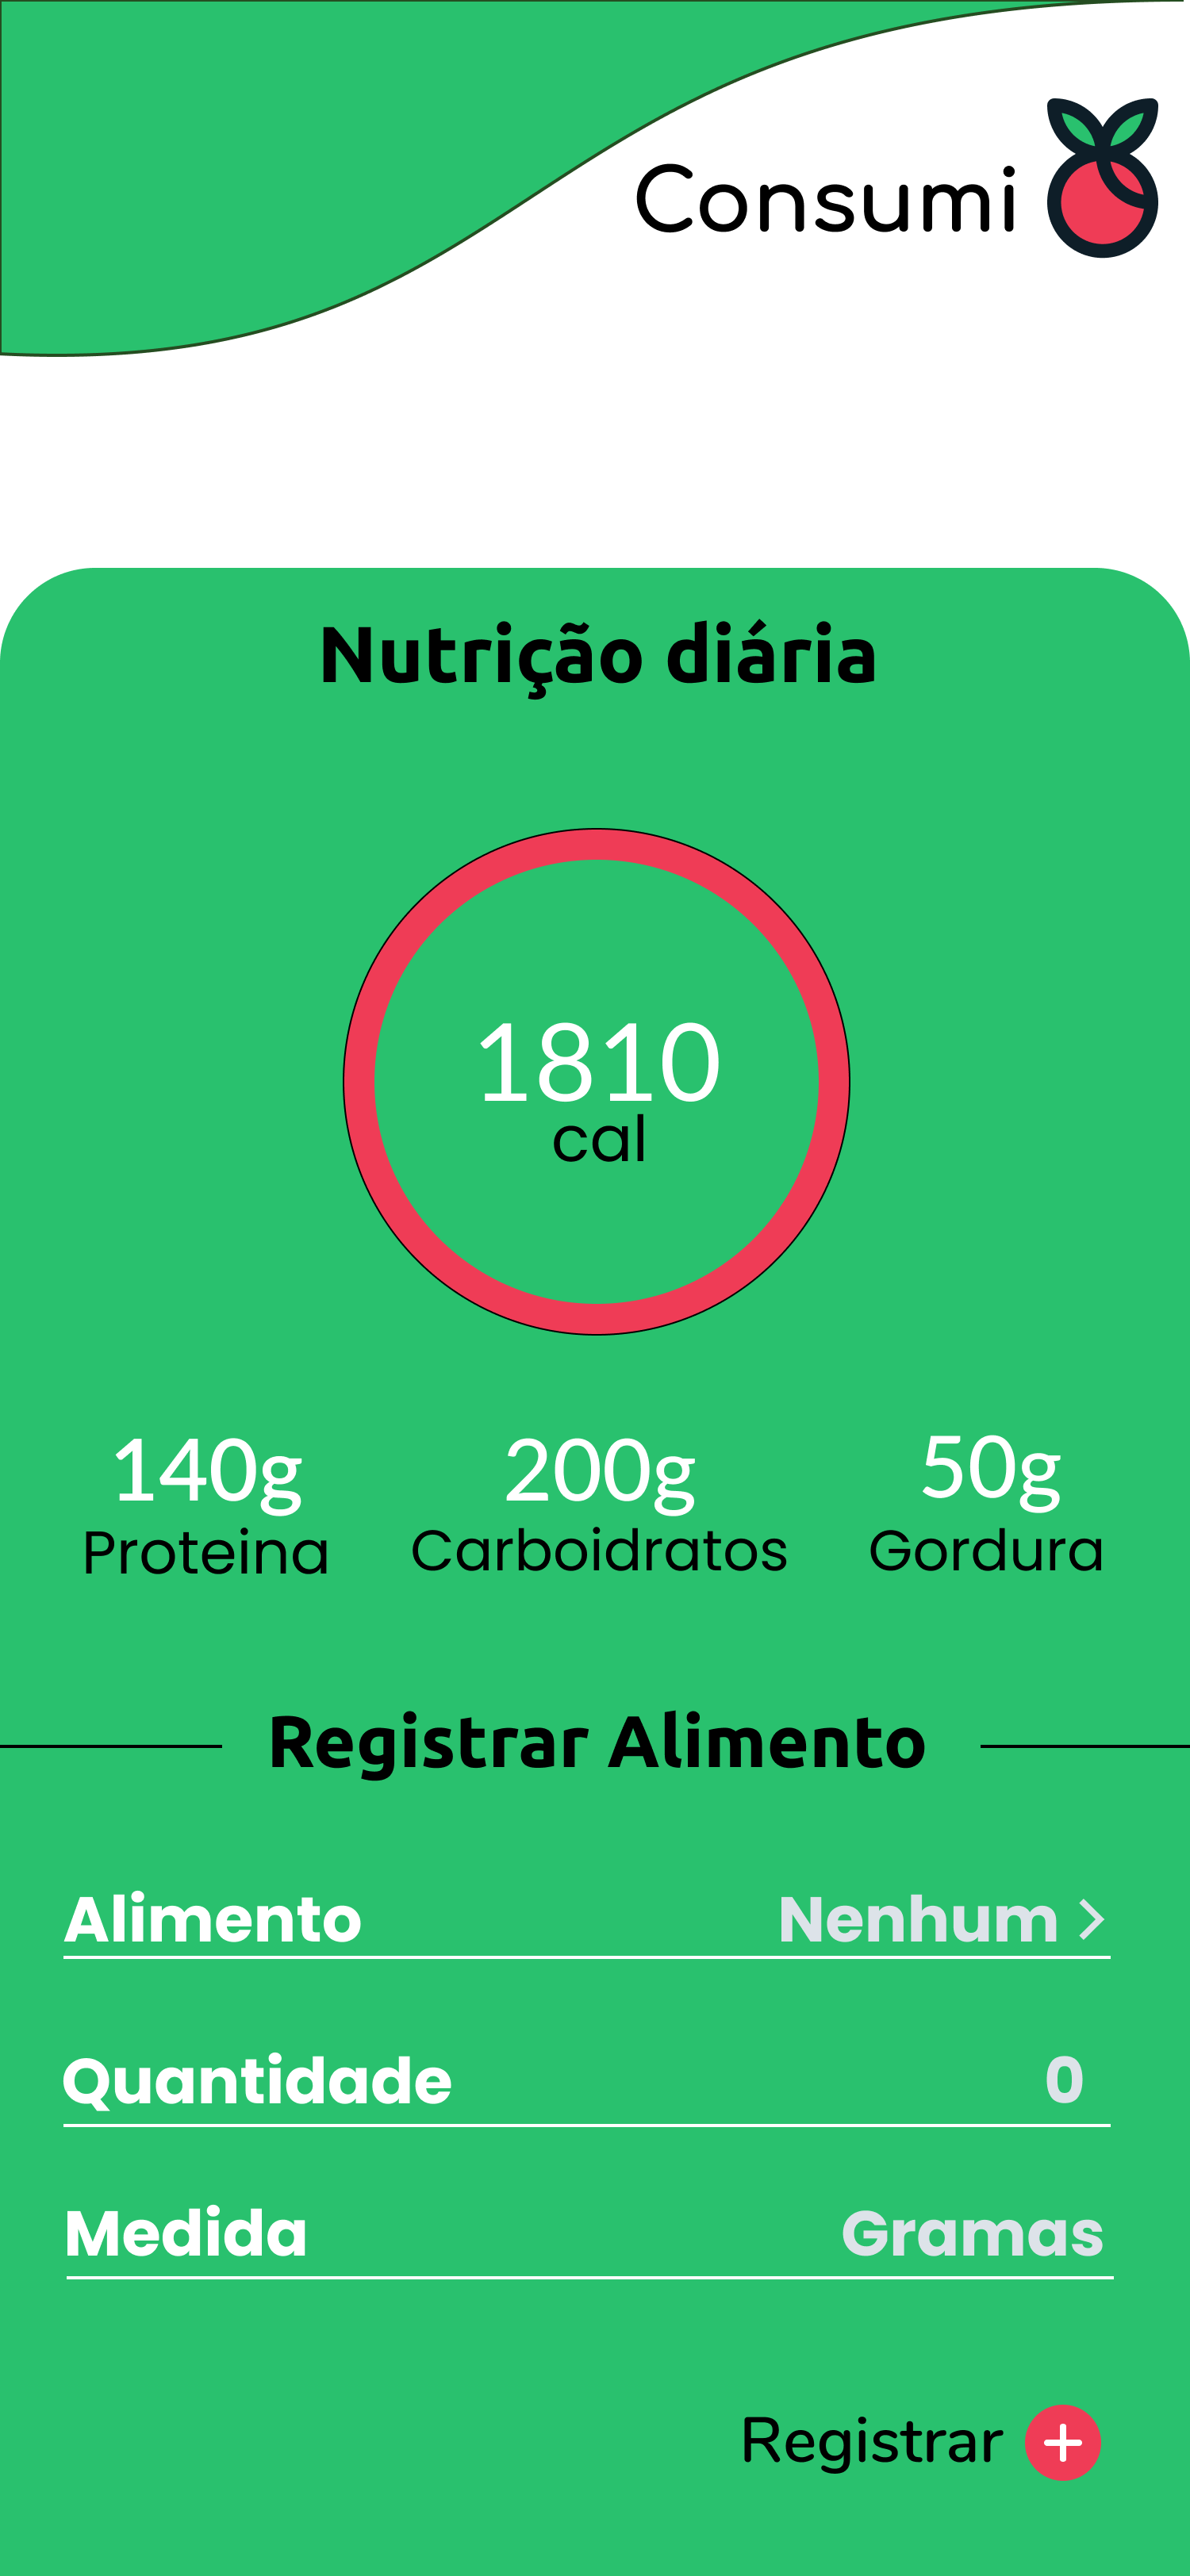 Consumi
Nutrição diária
1810
cal
140g 200g 50g
Proteina Carboidratos Gordura
Registrar Alimento
Alimento Nenhum
Quantidade 0
Medida Gramas
Registrar